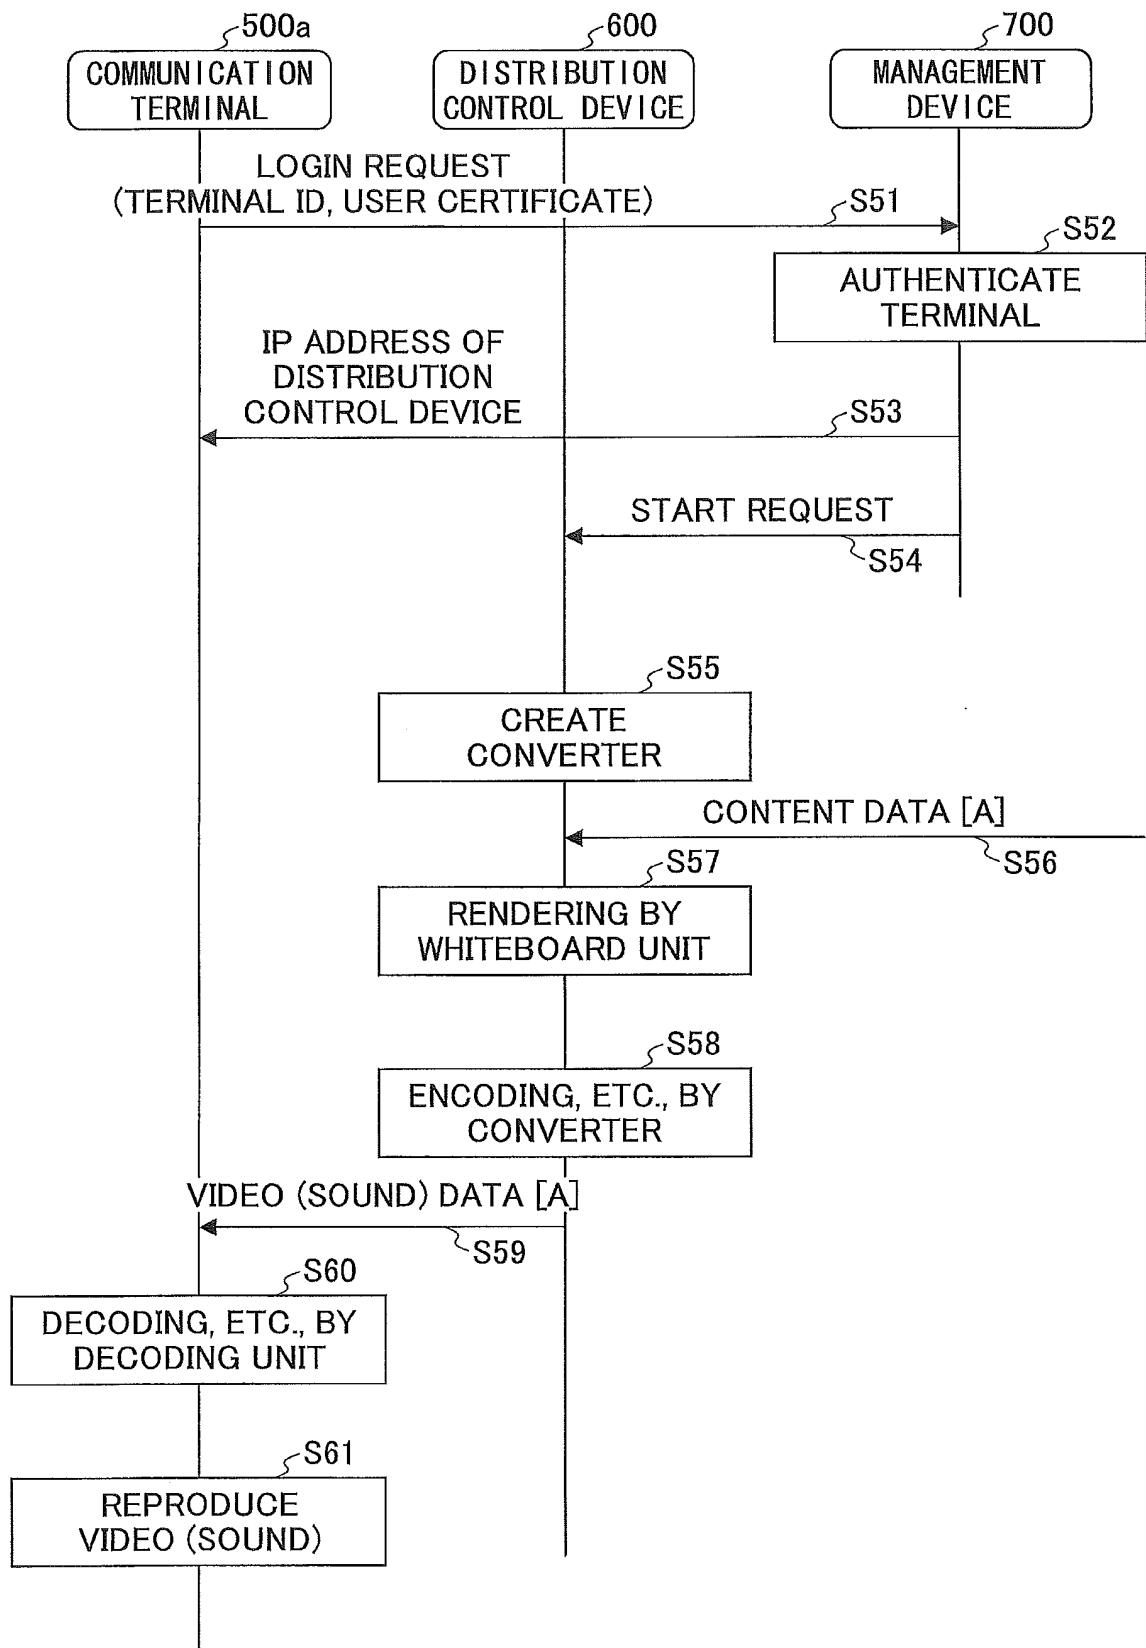 500a
600
700
COMMUNICATION
TERMINAL
DISTRIBUTION
CONTROL DEVICE
MANAGEMENT
DEVICE
LOGIN REQUEST
(TERMINAL ID, USER CERTIFICATE)
S51
S52
AUTHENTICATE
TERMINAL
IP ADDRESS OF
DISTRIBUTION
CONTROL DEVICE
S53
START REQUEST
S54
S55
CREATE
CONVERTER
CONTENT DATA [A]
S56
S57
RENDERING BY
WHITEBOARD UNIT
S58
ENCODING, ETC., BY
CONVERTER
VIDEO (SOUND) DATA [A]
S59
S60
DECODING, ETC., BY
DECODING UNIT
S61
REPRODUCE
VIDEO (SOUND)